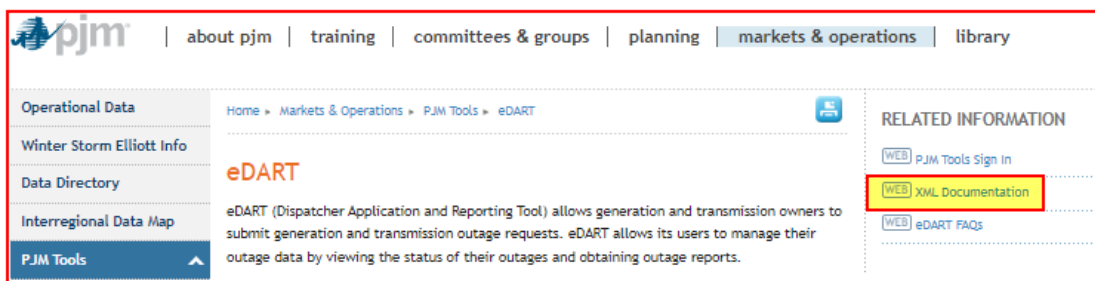 pjm
about pjm | training | committees & groups | planning | markets & operations | library
Operational Data
Winter Storm Elliott Info
Data Directory
Interregional Data Map
PJM Tools
Home ▸ Markets & Operations ▸ PJM Tools ▸ eDART
eDART
eDART (Dispatcher Application and Reporting Tool) allows generation and transmission owners to
submit generation and transmission outage requests. eDART allows its users to manage their
outage data by viewing the status of their outages and obtaining outage reports.
RELATED INFORMATION
WEB PJM Tools Sign In
WEB XML Documentation
WEB eDART FAQs